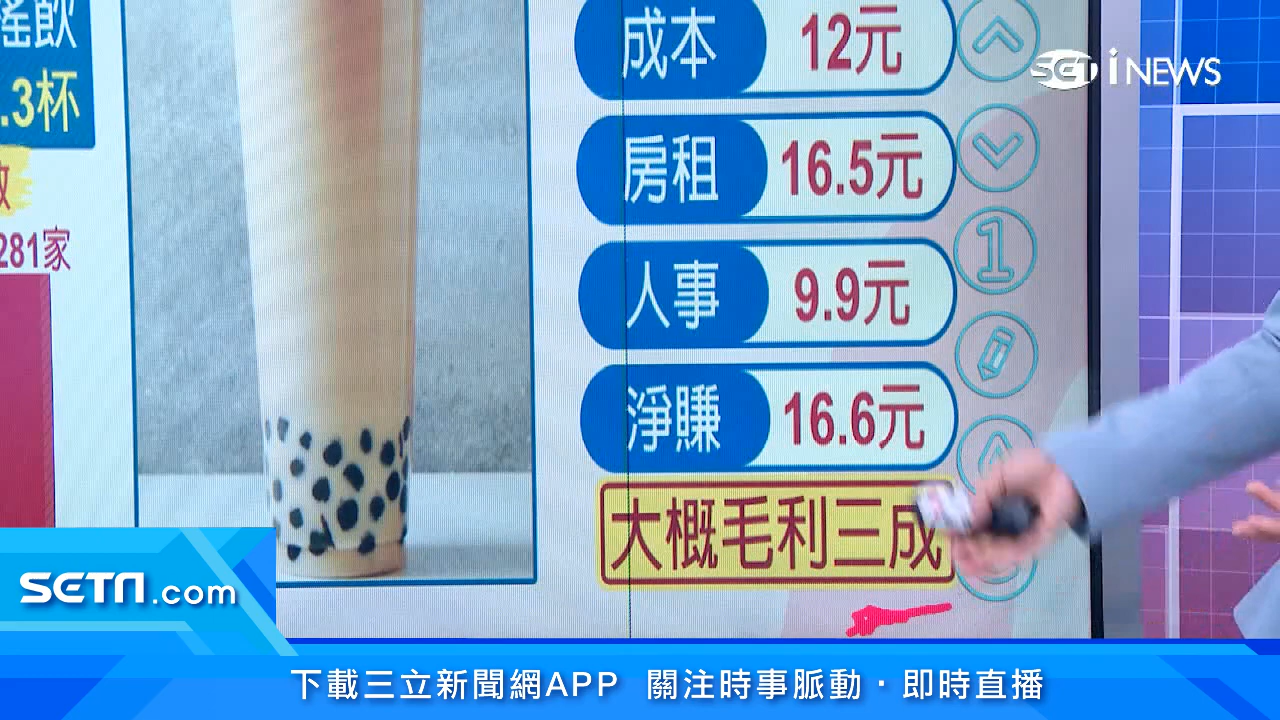 搖飲
.3杯
281家
成本 12元
房租 16.5元
人事 9.9元
淨賺 16.6元
大概毛利三成
1
SET iNEWS
SETN.com
下載三立新聞網APP 關注時事脈動・即時直播